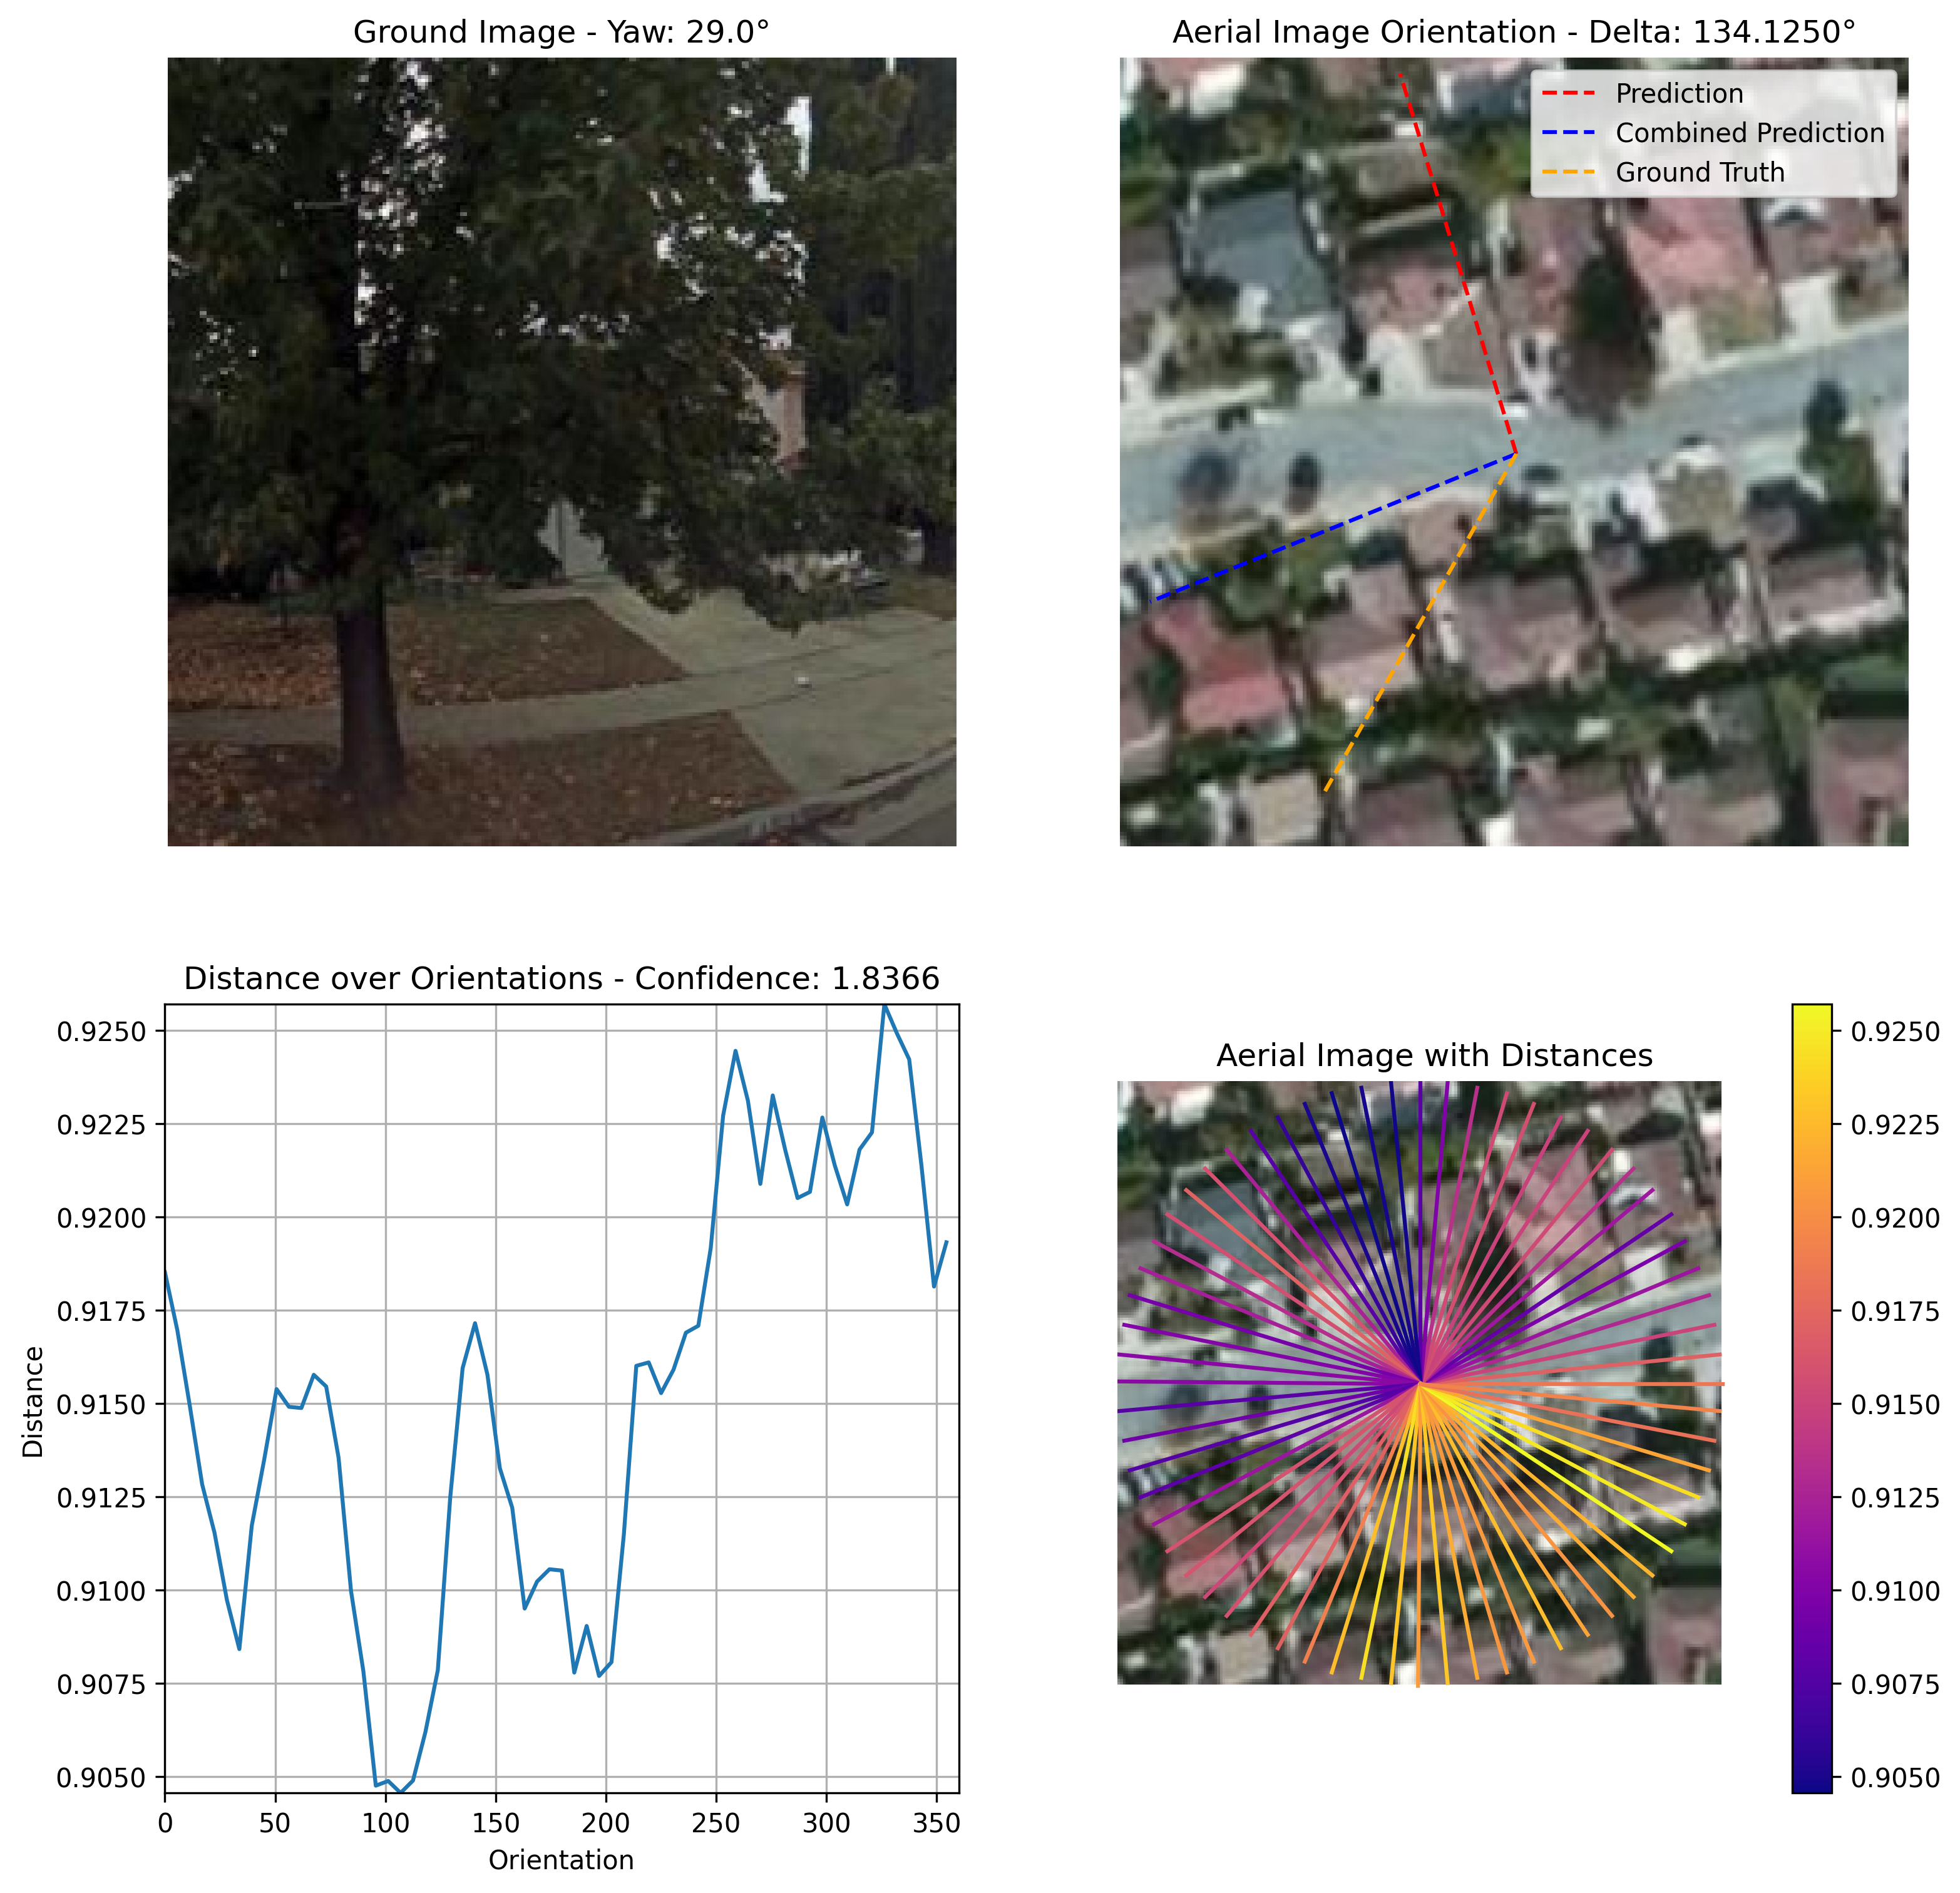 Ground Image - Yaw: 29.0°
Aerial Image Orientation - Delta: 134.1250°
Prediction
Combined Prediction
Ground Truth
Distance over Orientations - Confidence: 1.8366
0.9250
0.9225
0.9200
0.9175
0.9150
0.9125
0.9100
0.9075
0.9050
Distance
0
50
100
150
200
250
300
350
Orientation
Aerial Image with Distances
0.9250
0.9225
0.9200
0.9175
0.9150
0.9125
0.9100
0.9075
0.9050